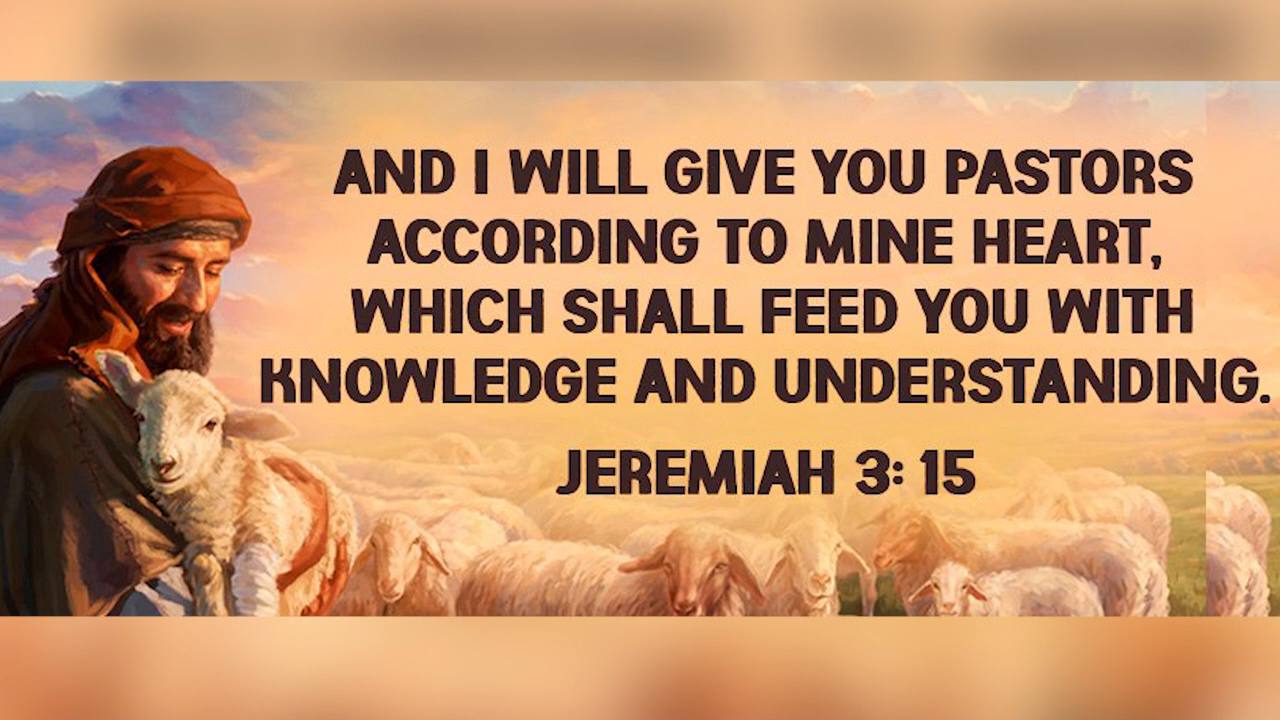 AND I WILL GIVE YOU PASTORS
ACCORDING TO MINE HEART,
WHICH SHALL FEED YOU WITH
KNOWLEDGE AND UNDERSTANDING.
JEREMIAH 3: 15